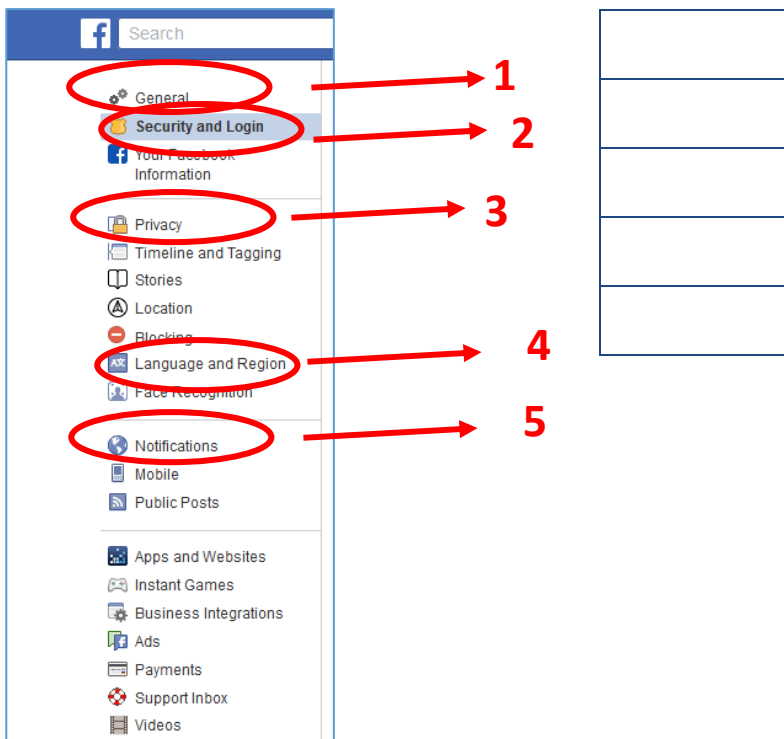 f Search
General
Security and Login
Your Facebook
Information
Privacy
Timeline and Tagging
Stories
Location
Blocking
Language and Region
Face Recognition
Notifications
Mobile
Public Posts
Apps and Websites
Instant Games
Business Integrations
Ads
Payments
Support Inbox
Videos
1
2
3
4
5